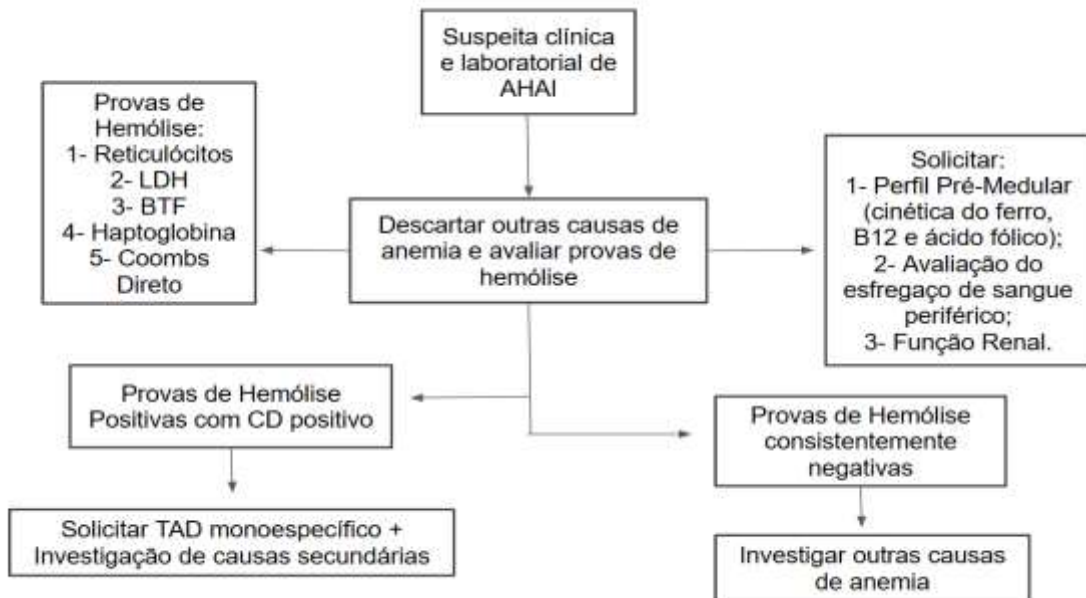 Suspeita clínica
e laboratorial de
AHAI
Provas de
Hemólise:
1- Reticulócitos
2- LDH
3- BTF
4- Haptoglobina
5- Coombs
Direto
Descartar outras causas de
anemia e avaliar provas de
hemólise
Solicitar:
1- Perfil Pré-Medular
(cinética do ferro,
B12 e ácido fólico);
2- Avaliação do
esfregaço de sangue
periférico;
3- Função Renal.
Provas de Hemólise
Positivas com CD positivo
Provas de Hemólise
consistentemente
negativas
Solicitar TAD monoespecífico +
Investigação de causas secundárias
Investigar outras causas
de anemia